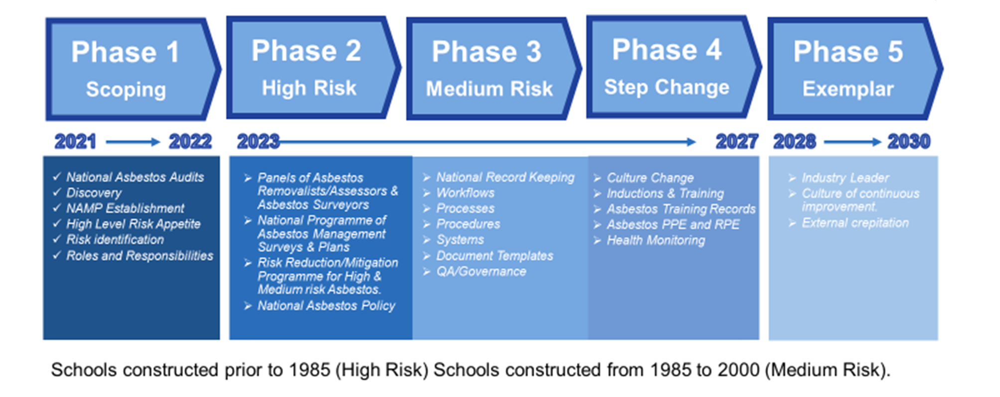 Phase 1
Scoping
Phase 2
High Risk
Phase 3
Medium Risk
Phase 4
Step Change
Phase 5
Exemplar
2021
2022
2023
2027
2028
2030
✓ National Asbestos Audits
✓ Discovery
✓ NAMP Establishment
✓ High Level Risk Appetite
✓ Risk identification
✓ Roles and Responsibilities
➢ Panels of Asbestos
Removalists/Assessors &
Asbestos Surveyors
➢ National Programme of
Asbestos Management
Surveys & Plans
➢ Risk Reduction/Mitigation
Programme for High &
Medium risk Asbestos.
➢ National Asbestos Policy
➢ National Record Keeping
➢ Workflows
➢ Processes
➢ Procedures
➢ Systems
➢ Document Templates
➢ QA/Governance
➢ Culture Change
➢ Inductions & Training
➢ Asbestos Training Records
➢ Asbestos PPE and RPE
➢ Health Monitoring
➢ Industry Leader
➢ Culture of continuous
improvement.
➢ External crepitation
Schools constructed prior to 1985 (High Risk) Schools constructed from 1985 to 2000 (Medium Risk).